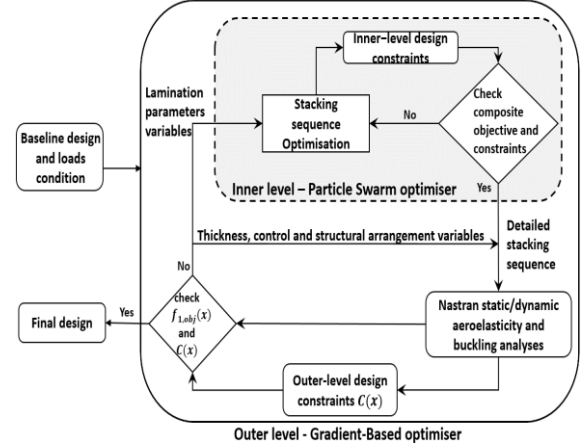 Inner–level design
constraints
Lamination
parameters
variables
Stacking
sequence
Optimisation
No
Check
composite
objective and
constraints
Baseline design
and loads
condition
Inner level – Particle Swarm optimiser
Yes
Thickness, control and structural arrangement variables
Detailed
stacking
sequence
No
Final design
Yes
check
f1,obj(x)
and
C(x)
Nastran static/dynamic
aeroelasticity and
buckling analyses
Outer-level design
constraints C(x)
Outer level - Gradient-Based optimiser